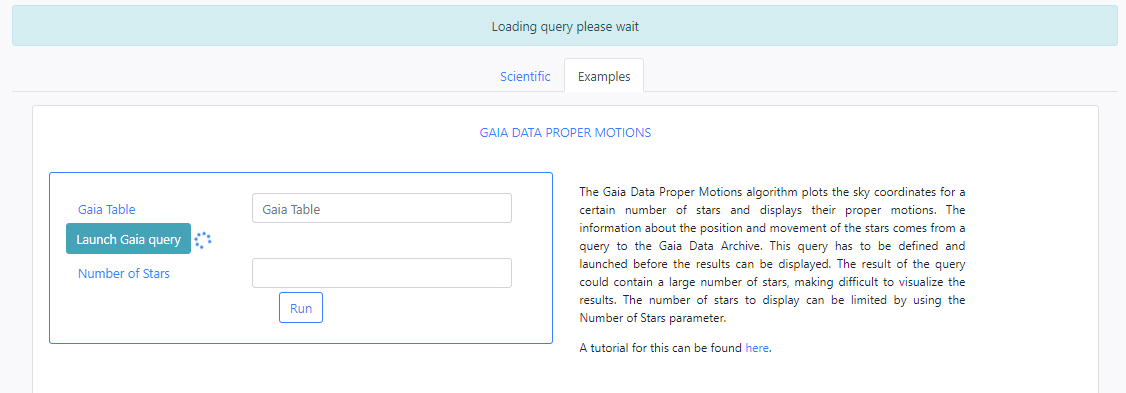 Loading query please wait
Scientific
Examples
GAIA DATA PROPER MOTIONS
Gaia Table
Gaia Table
Launch Gaia query
Number of Stars
Run
The Gaia Data Proper Motions algorithm plots the sky coordinates for a
certain number of stars and displays their proper motions. The
information about the position and movement of the stars comes from a
query to the Gaia Data Archive. This query has to be defined and
launched before the results can be displayed. The result of the query
could contain a large number of stars, making difficult to visualize the
results. The number of stars to display can be limited by using the
Number of Stars parameter.
A tutorial for this can be found here.